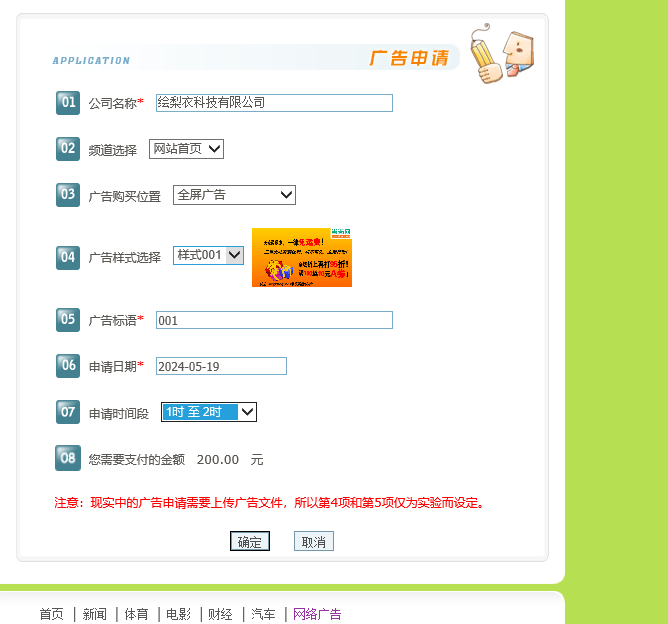 APPLICATION 广告申请
01 公司名称* 绘梨衣科技有限公司
02 频道选择 网站首页
03 广告购买位置 全屏广告
04 广告样式选择 样式001
05 广告标语* 001
06 申请日期* 2024-05-19
07 申请时间段 1时 至 2时
08 您需要支付的金额 200.00 元
注意：现实中的广告申请需要上传广告文件，所以第4项和第5项仅为实验而设定。
确定 取消
首页 | 新闻 | 体育 | 电影 | 财经 | 汽车 | 网络广告